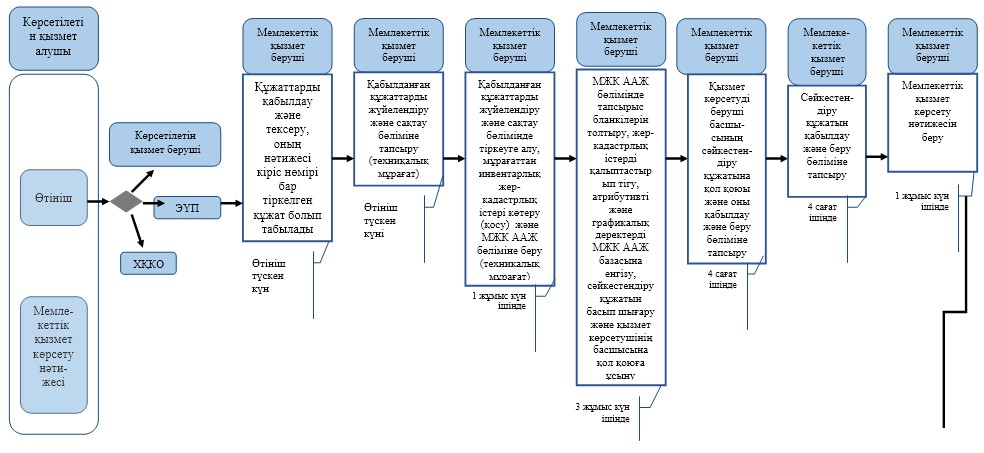 Көрсетілеті
н қызмет
алушы
Өтініш
Мемле-
кеттік
қызмет
көрсету
нәти-
жесі
Көрсетілетін
қызмет беруші
ЭҮП
ХҚКО
Мемлекеттік
қызмет
беруші
Құжаттарды
қабылдау
және
тексеру,
оның
нәтижесі
кіріс нөмірі
бар
тіркелген
құжат болып
табылады
Өтініш
түскен
күн
Мемлекеттік
қызмет
беруші
Қабылданған
құжаттарды
жүйелендіру
және сақтау
бөліміне
тапсыру
(техникалық
мұрағат)
Өтініш
түскен
күні
Мемлекеттік
қызмет
беруші
Қабылданған
құжаттарды
жүйелендіру
және сақтау
бөлімінде
тіркеуге алу,
мұрағаттан
инвентарлық
жер-
кадастрлық
істері көтеру
(қосу) және
МЖК ААЖ
бөліміне беру
(техникалық
мұрағат)
1 жұмыс күн
ішінде
Мемлекеттік
қызмет
беруші
МЖК ААЖ
бөлімінде
тапсырыс
бланкілерін
толтыру, жер-
кадастрлық
істерді
қалыптастыр
ып тігу,
атрибутивті
және
графикалық
деректерді
МЖК ААЖ
базасына
енгізу,
сәйкестендіру
құжатын
басып шығару
және қызмет
көрсетушінің
басшысына
қол қоюға
ұсыну
3 жұмыс күн
ішінде
Мемлекеттік
қызмет
беруші
Қызмет
көрсетуді
беруші
басшы-
сының
сәйкестен-
діру
құжатына
қол қоюы
және оны
қабылдау
және беру
бөліміне
тапсыру
4 сағат
ішінде
Мемлеке-
кеттік
қызмет
беруші
Сәйкестен-
діру
құжатын
қабылдау
және беру
бөліміне
тапсыру
4 сағат
ішінде
Мемлекеттік
қызмет
беруші
Мемлекеттік
қызмет
көрсету
нәтижесін
беру
1 жұмыс күн
ішінде